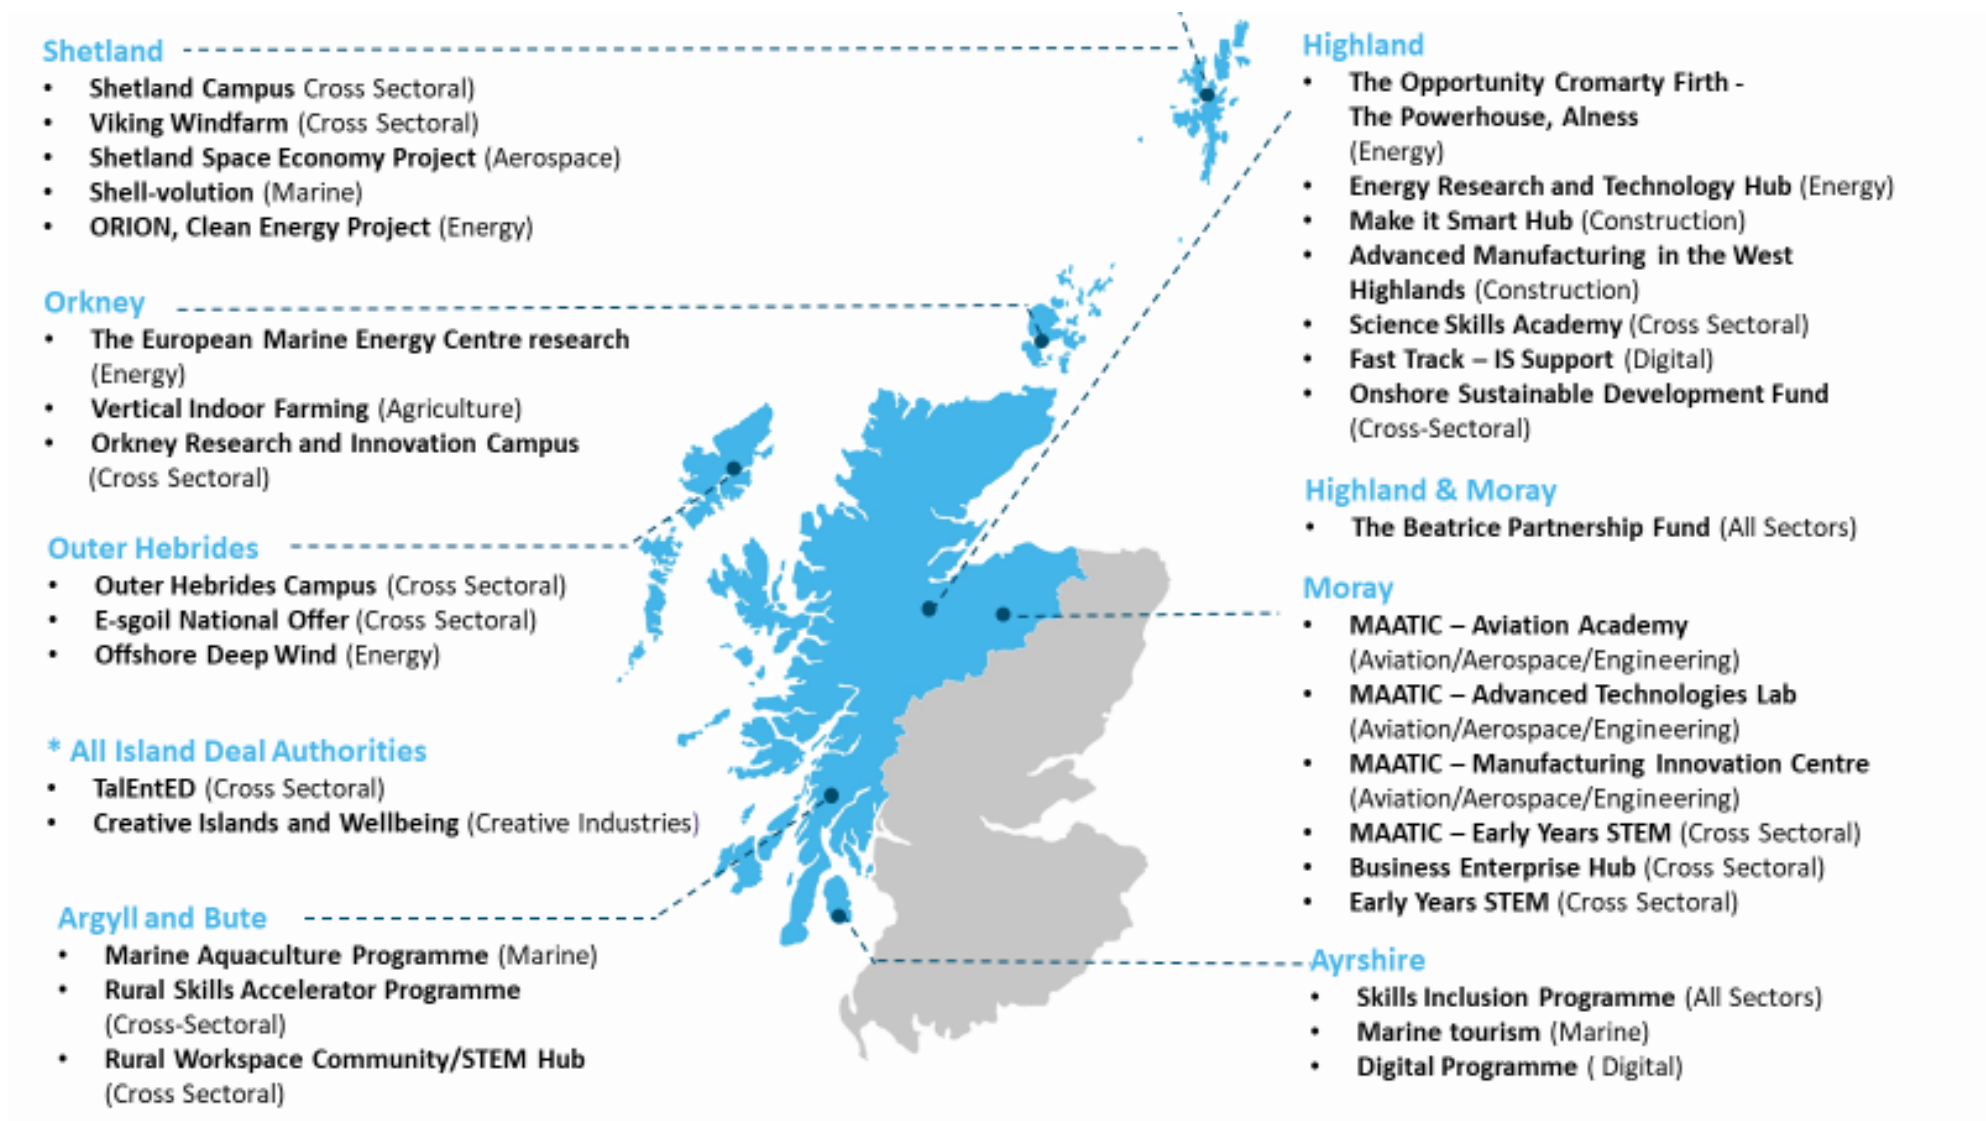 Shetland
• Shetland Campus Cross Sectoral)
• Viking Windfarm (Cross Sectoral)
• Shetland Space Economy Project (Aerospace)
• Shell-volution (Marine)
• ORION, Clean Energy Project (Energy)
Orkney
• The European Marine Energy Centre research
(Energy)
• Vertical Indoor Farming (Agriculture)
• Orkney Research and Innovation Campus
(Cross Sectoral)
Outer Hebrides
• Outer Hebrides Campus (Cross Sectoral)
• E-sgoil National Offer (Cross Sectoral)
• Offshore Deep Wind (Energy)
* All Island Deal Authorities
• TalEntED (Cross Sectoral)
• Creative Islands and Wellbeing (Creative Industries)
Argyll and Bute
• Marine Aquaculture Programme (Marine)
• Rural Skills Accelerator Programme
(Cross-Sectoral)
• Rural Workspace Community/STEM Hub
(Cross Sectoral)
Highland
• The Opportunity Cromarty Firth -
The Powerhouse, Alness
(Energy)
• Energy Research and Technology Hub (Energy)
• Make it Smart Hub (Construction)
• Advanced Manufacturing in the West
Highlands (Construction)
• Science Skills Academy (Cross Sectoral)
• Fast Track – IS Support (Digital)
• Onshore Sustainable Development Fund
(Cross-Sectoral)
Highland & Moray
• The Beatrice Partnership Fund (All Sectors)
Moray
• MAATIC – Aviation Academy
(Aviation/Aerospace/Engineering)
• MAATIC – Advanced Technologies Lab
(Aviation/Aerospace/Engineering)
• MAATIC – Manufacturing Innovation Centre
(Aviation/Aerospace/Engineering)
• MAATIC – Early Years STEM (Cross Sectoral)
• Business Enterprise Hub (Cross Sectoral)
• Early Years STEM (Cross Sectoral)
Ayrshire
• Skills Inclusion Programme (All Sectors)
• Marine tourism (Marine)
• Digital Programme ( Digital)